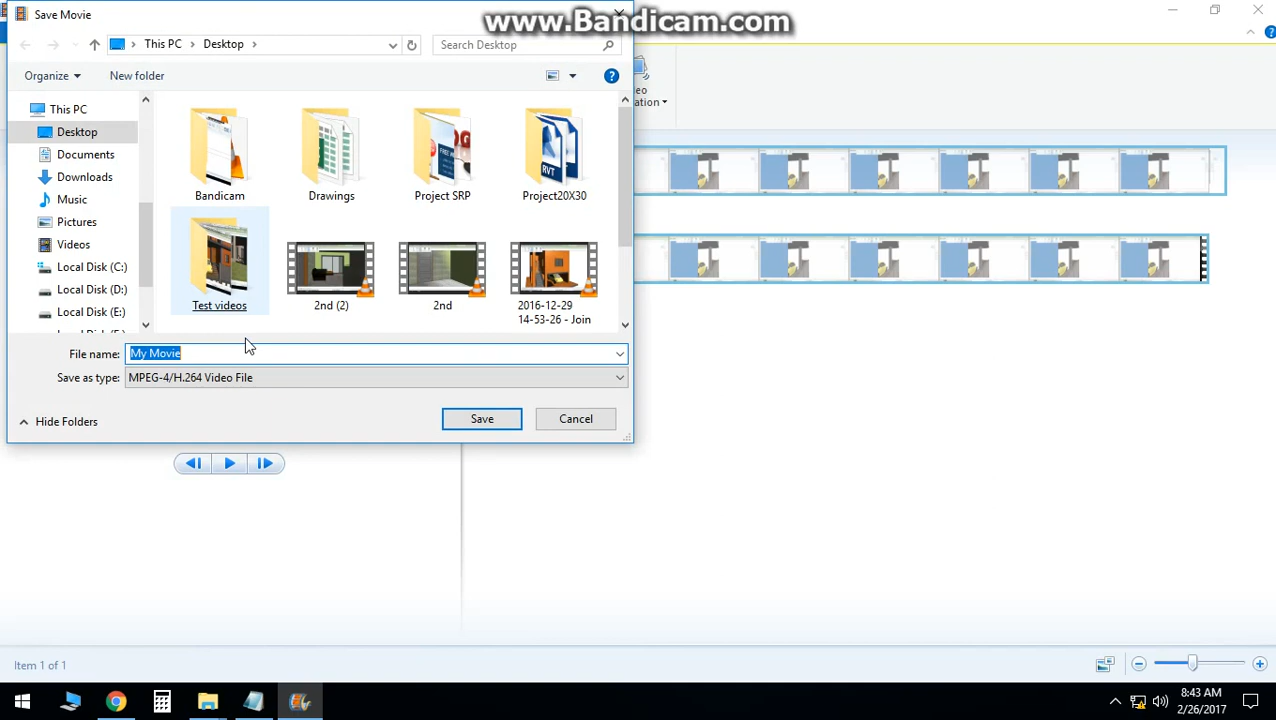 Save Movie
www.Bandicam.com
This PC
Desktop
Search Desktop
Organize
New folder
This PC
Desktop
Documents
Downloads
Music
Pictures
Videos
Local Disk (C:)
Local Disk (D:)
Local Disk (E:)
Bandicam
Drawings
Project SRP
Project20X30
Test videos
2nd (2)
2nd
2016-12-29
14-53-26 - Join
File name:
My Movie
Save as type:
MPEG-4/H.264 Video File
Hide Folders
Save
Cancel
Item 1 of 1
8:43 AM
2/26/2017